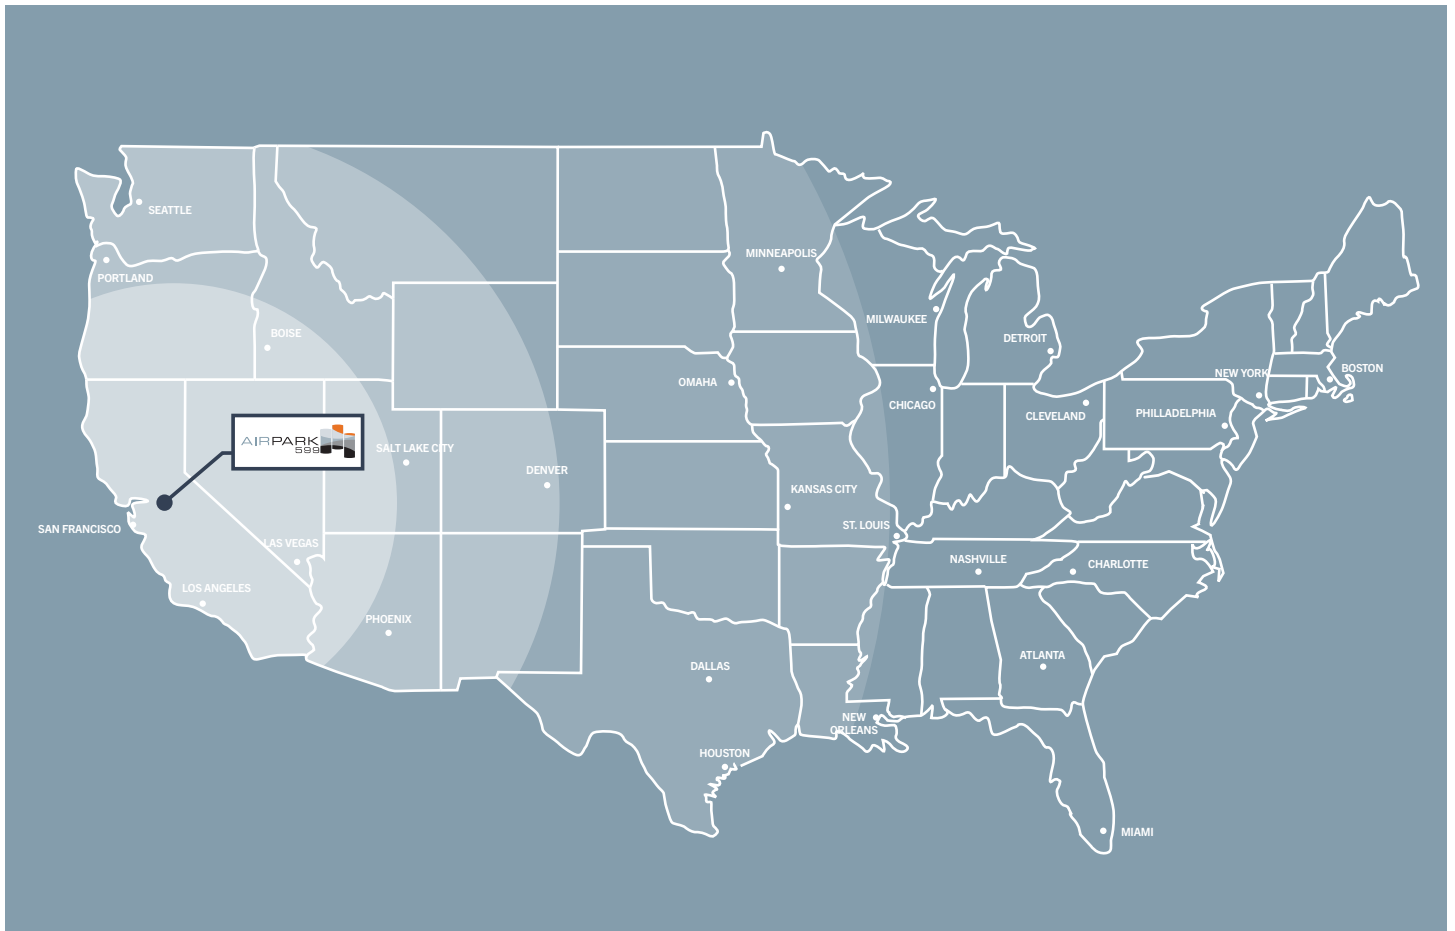 SEATTLE
PORTLAND
MINNEAPOLIS
MILWAUKEE
BOISE
DETROIT
BOSTON
NEW YORK
OMAHA
CHICAGO
CLEVELAND
PHILLADELPHIA
AIRPARK
599
SALT LAKE CITY
DENVER
KANSAS CITY
SAN FRANCISCO
ST. LOUIS
LAS VEGAS
NASHVILLE
CHARLOTTE
LOS ANGELES
PHOENIX
ATLANTA
DALLAS
NEW
ORLEANS
HOUSTON
MIAMI